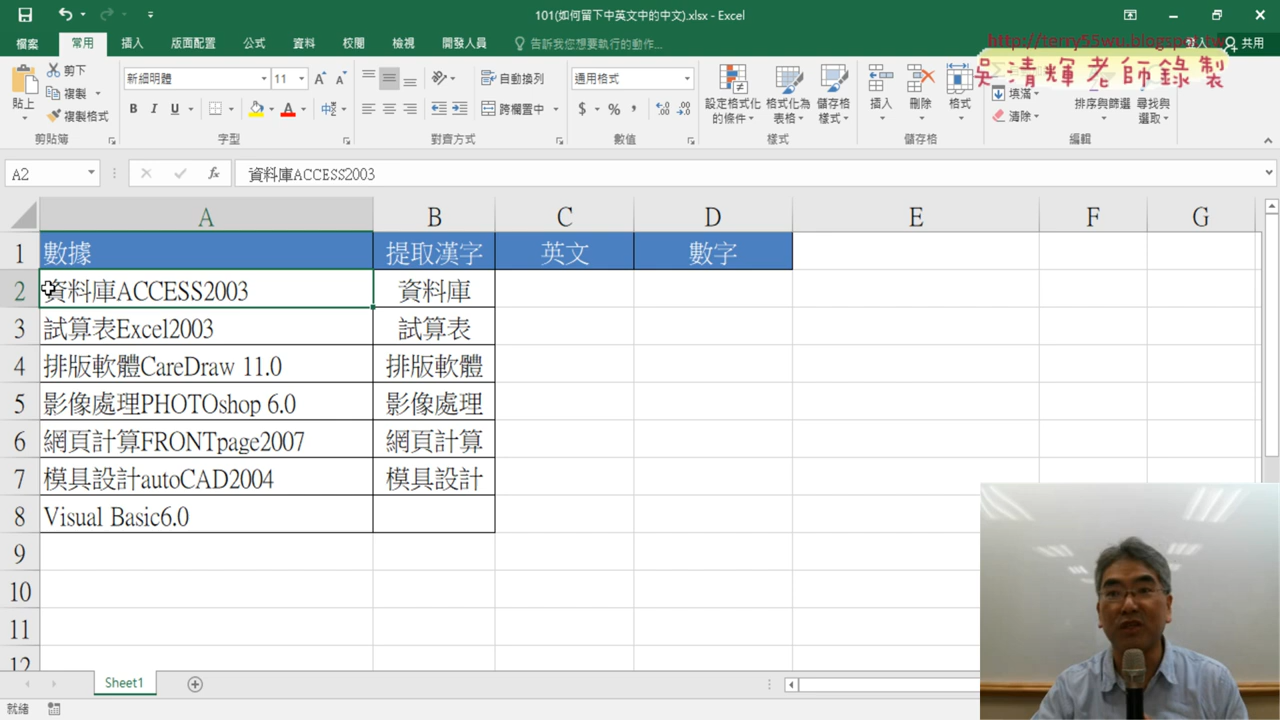 101(如何留下中英文中的中文).xlsx - Excel
檔案 常用 插入 版面配置 公式 資料 校閱 檢視 開發人員 告訴我您想要執行的動作... 共用
http://terry55wu.blogspot.tw
吳清輝老師錄製
貼上 剪下 複製 複製格式 剪貼簿
新細明體 11 B I U A 中 字型
自動換列 跨欄置中 對齊方式
通用格式 $ % , 數值
設定格式化的條件 格式化為表格 儲存格樣式 樣式
插入 刪除 格式 儲存格
填滿 清除 排序與篩選 尋找與選取 編輯
A2 fx 資料庫ACCESS2003
A B C D E F G
1 數據 提取漢字 英文 數字
2 資料庫ACCESS2003 資料庫
3 試算表Excel2003 試算表
4 排版軟體CareDraw 11.0 排版軟體
5 影像處理PHOTOshop 6.0 影像處理
6 網頁計算FRONTpage2007 網頁計算
7 模具設計autoCAD2004 模具設計
8 Visual Basic6.0
9
10
11
12
Sheet1
就緒